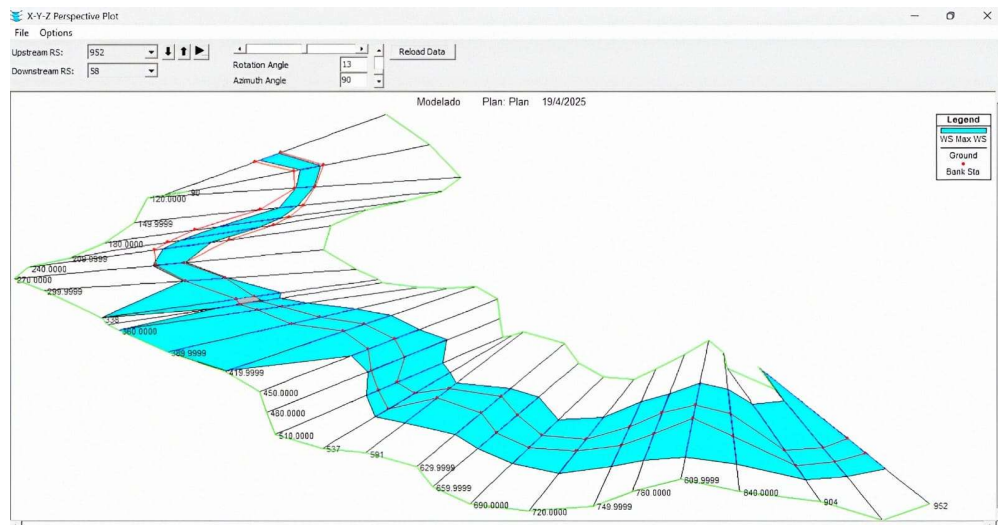 X-Y-Z Perspective Plot
File Options
Upstream RS: 952
Reload Data
Rotation Angle 13
Downstream RS: 58
Azimuth Angle 90
Modelado Plan: Plan 19/4/2025
Legend
WS Max WS
Ground
Bank Sta
90
120.0000
149.9999
180.0000
209.9999
240.0000
270.0000
299.9999
338
360.0000
389.9999
419.9999
450.0000
480.0000
510.0000
537
581
629.9999
659.9999
690.0000
720.0000
749.9999
780.0000
809.9999
840.0000
904
952